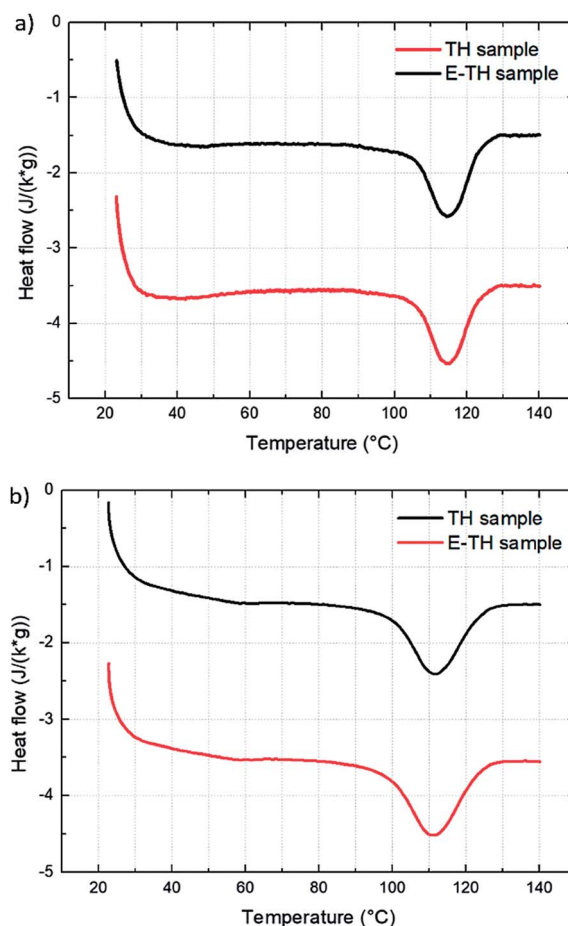 a)
0
-1
-2
-3
-4
-5
Heat flow (J/(k*g))
TH sample
E-TH sample
20 40 60 80 100 120 140
Temperature (°C)
b)
0
-1
-2
-3
-4
-5
Heat flow (J/(k*g))
TH sample
E-TH sample
20 40 60 80 100 120 140
Temperature (°C)